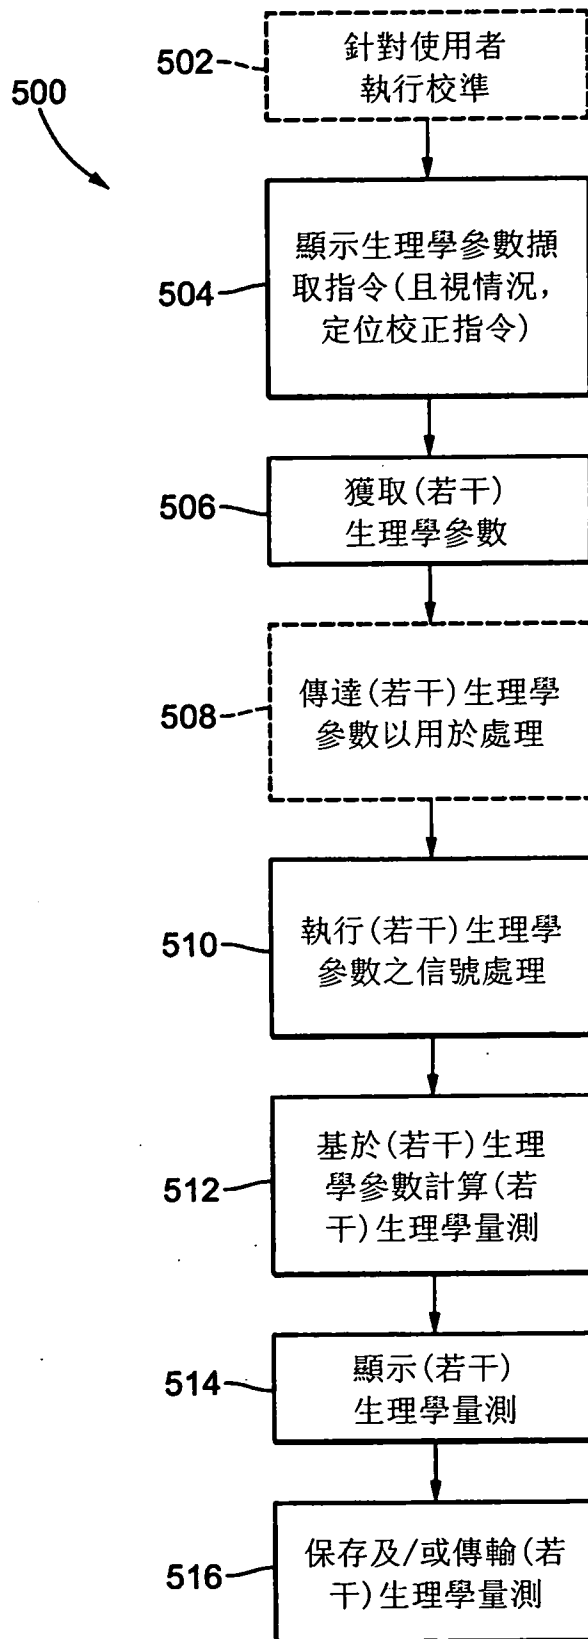 500
502
針對使用者
執行校準
504
顯示生理學參數擷
取指令(且視情況，
定位校正指令)
506
獲取(若干)
生理學參數
508
傳達(若干)生理學
參數以用於處理
510
執行(若干)生理學
參數之信號處理
512
基於(若干)生理
學參數計算(若
干)生理學量測
514
顯示(若干)
生理學量測
516
保存及/或傳輸(若
干)生理學量測